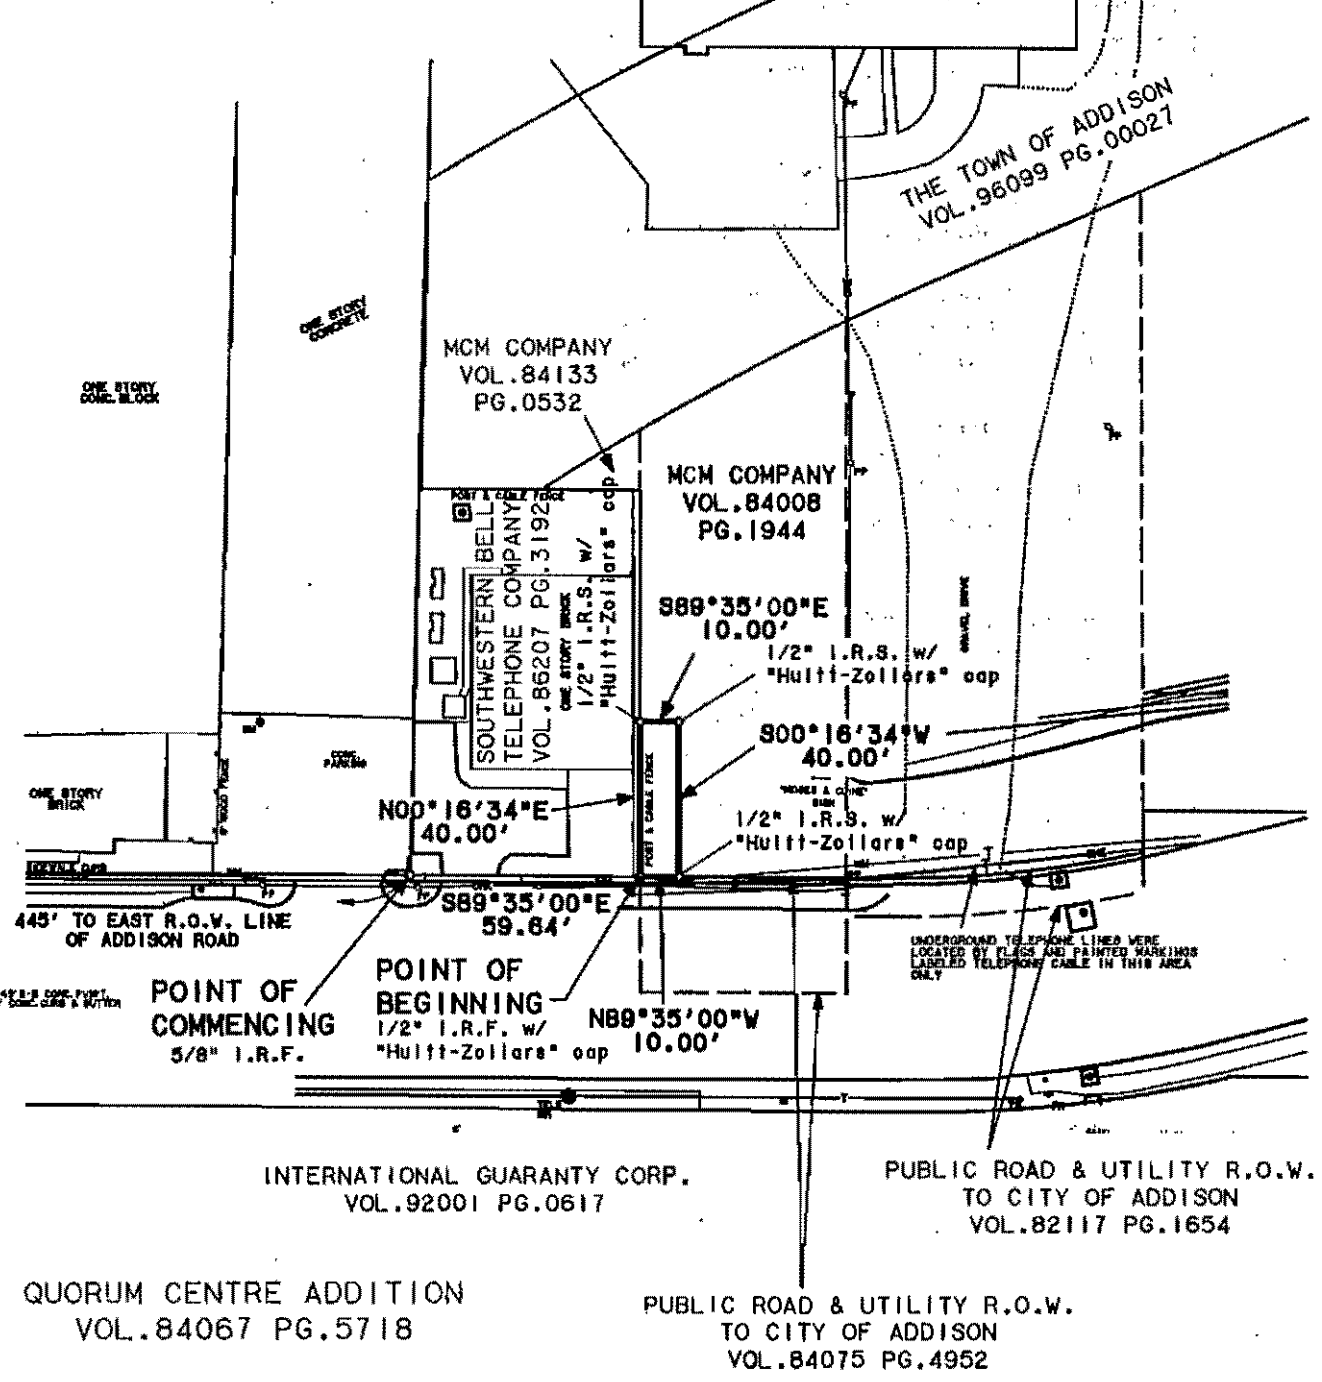 THE TOWN OF ADDISON
VOL.96099 PG.00027
ONE STORY
CONCRETE
MCM COMPANY
VOL.84133
PG.0532
ONE STORY
CONC.BLOCK
MCM COMPANY
VOL.84008
PG.1944
POST & CABLE FENCE
SOUTHWESTERN BELL
TELEPHONE COMPANY
VOL.86207 PG.3192
ONE STORY BRICK
1/2" I.R.S. w/
"Huitt-Zollars" cap
S89°35'00"E
10.00'
GRAVEL DRIVE
1/2" I.R.S. w/
"Huitt-Zollars" cap
S00°16'34"W
40.00'
CONC.
PARKING
6' WOOD FENCE
ONE STORY
BRICK
N00°16'34"E
40.00'
POST & CABLE FENCE
SIGN
1/2" I.R.S. w/
"Huitt-Zollars" cap
S89°35'00"E
59.64'
445' TO EAST R.O.W. LINE
OF ADDISON ROAD
UNDERGROUND TELEPHONE LINES WERE
LOCATED BY FLAGS AND PAINTED MARKINGS
LABELED TELEPHONE CABLE IN THIS AREA
ONLY
POINT OF
COMMENCING
5/8" I.R.F.
POINT OF
BEGINNING
1/2" I.R.F. w/
"Huitt-Zollars" cap
N89°35'00"W
10.00'
INTERNATIONAL GUARANTY CORP.
VOL.92001 PG.0617
PUBLIC ROAD & UTILITY R.O.W.
TO CITY OF ADDISON
VOL.82117 PG.1654
QUORUM CENTRE ADDITION
VOL.84067 PG.5718
PUBLIC ROAD & UTILITY R.O.W.
TO CITY OF ADDISON
VOL.84075 PG.4952